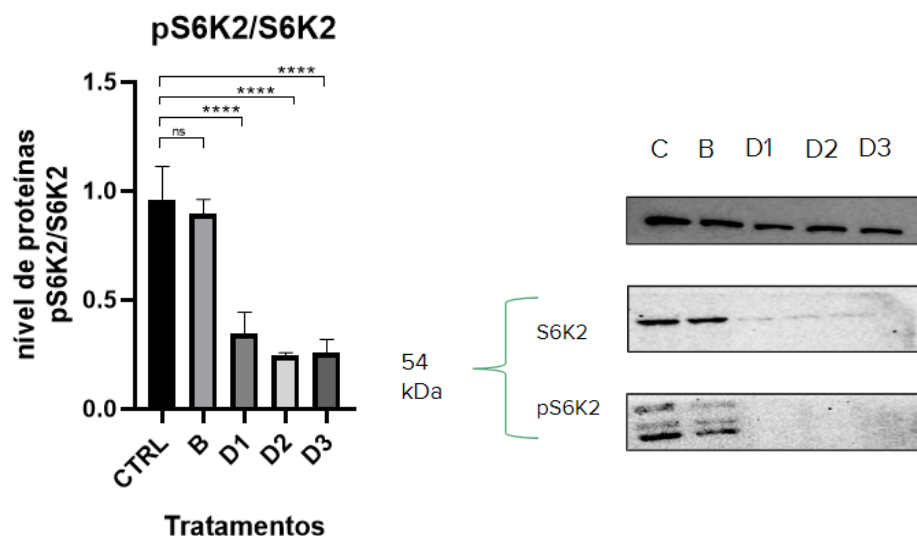 pS6K2/S6K2
nível de proteínas
pS6K2/S6K2
1.5
1.0
0.5
0.0
****
****
****
ns
CTRL
B
D1
D2
D3
Tratamentos
54
kDa
S6K2
pS6K2
C B D1 D2 D3